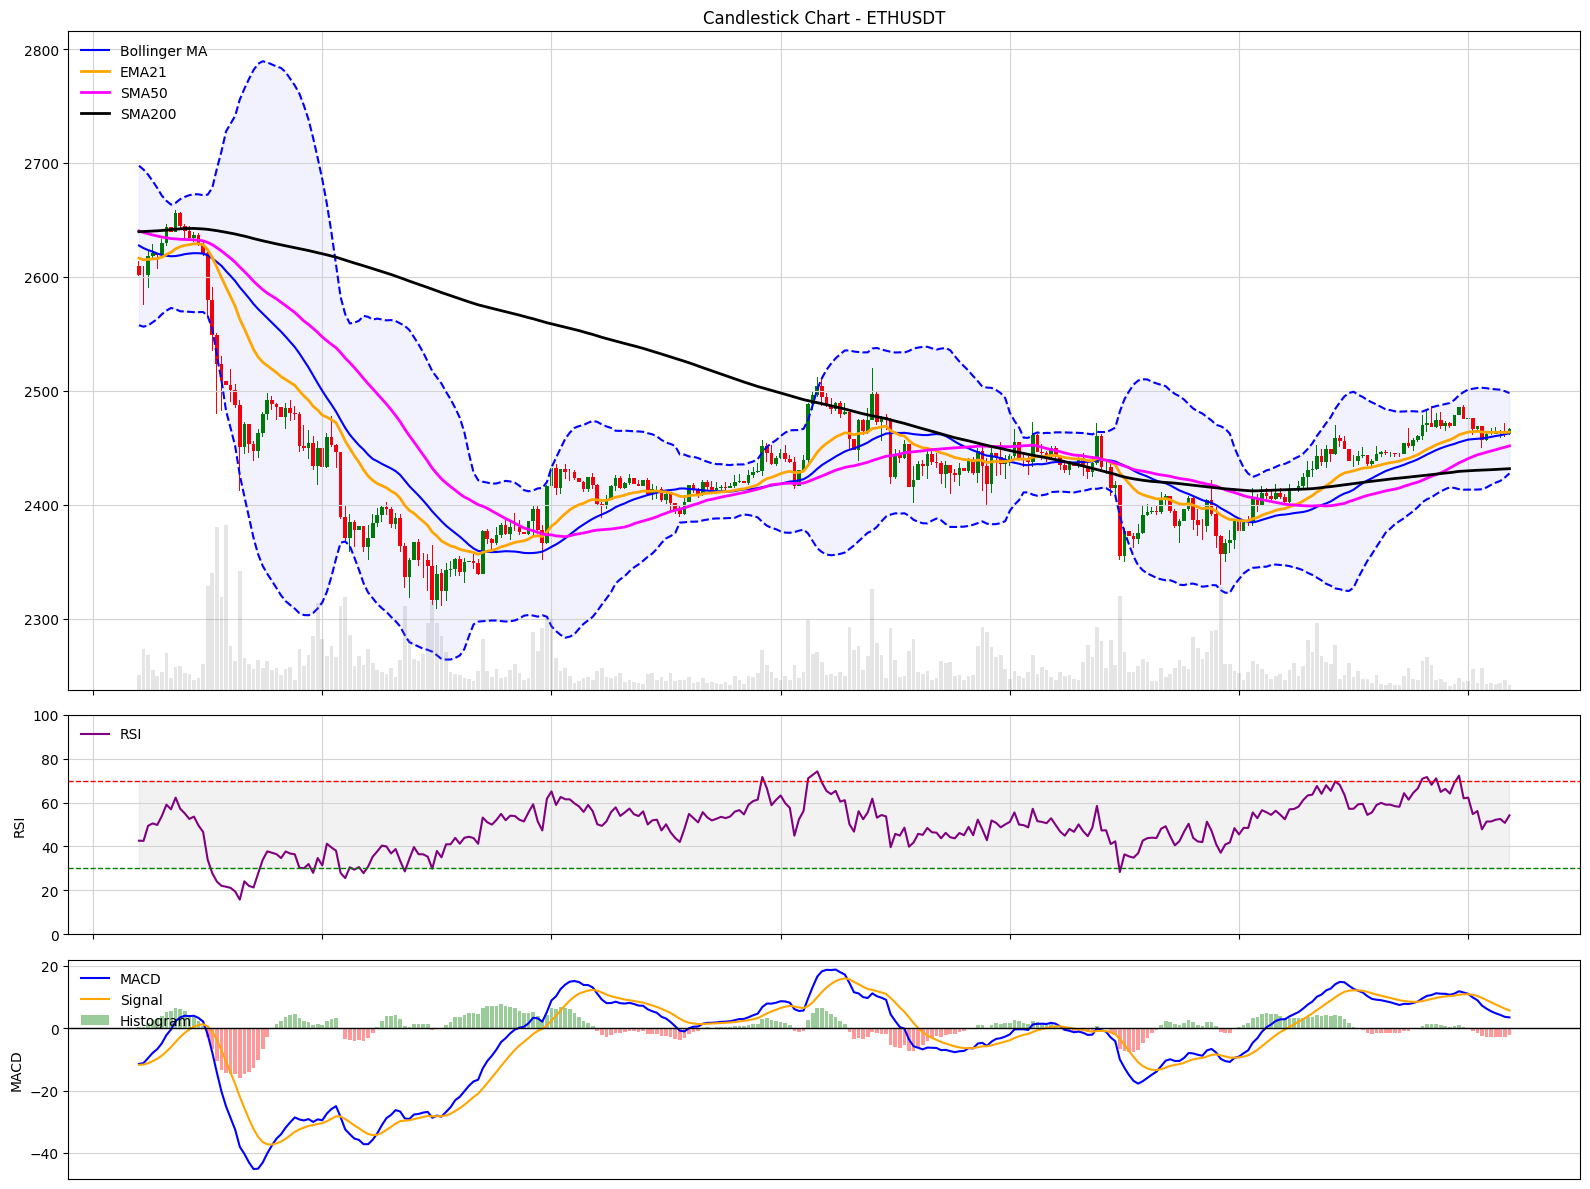 Candlestick Chart - ETHUSDT
2800
2700
2600
2500
2400
2300
Bollinger MA
EMA21
SMA50
SMA200
100
80
60
40
20
0
RSI
RSI
20
0
−20
−40
MACD
MACD
Signal
Histogram